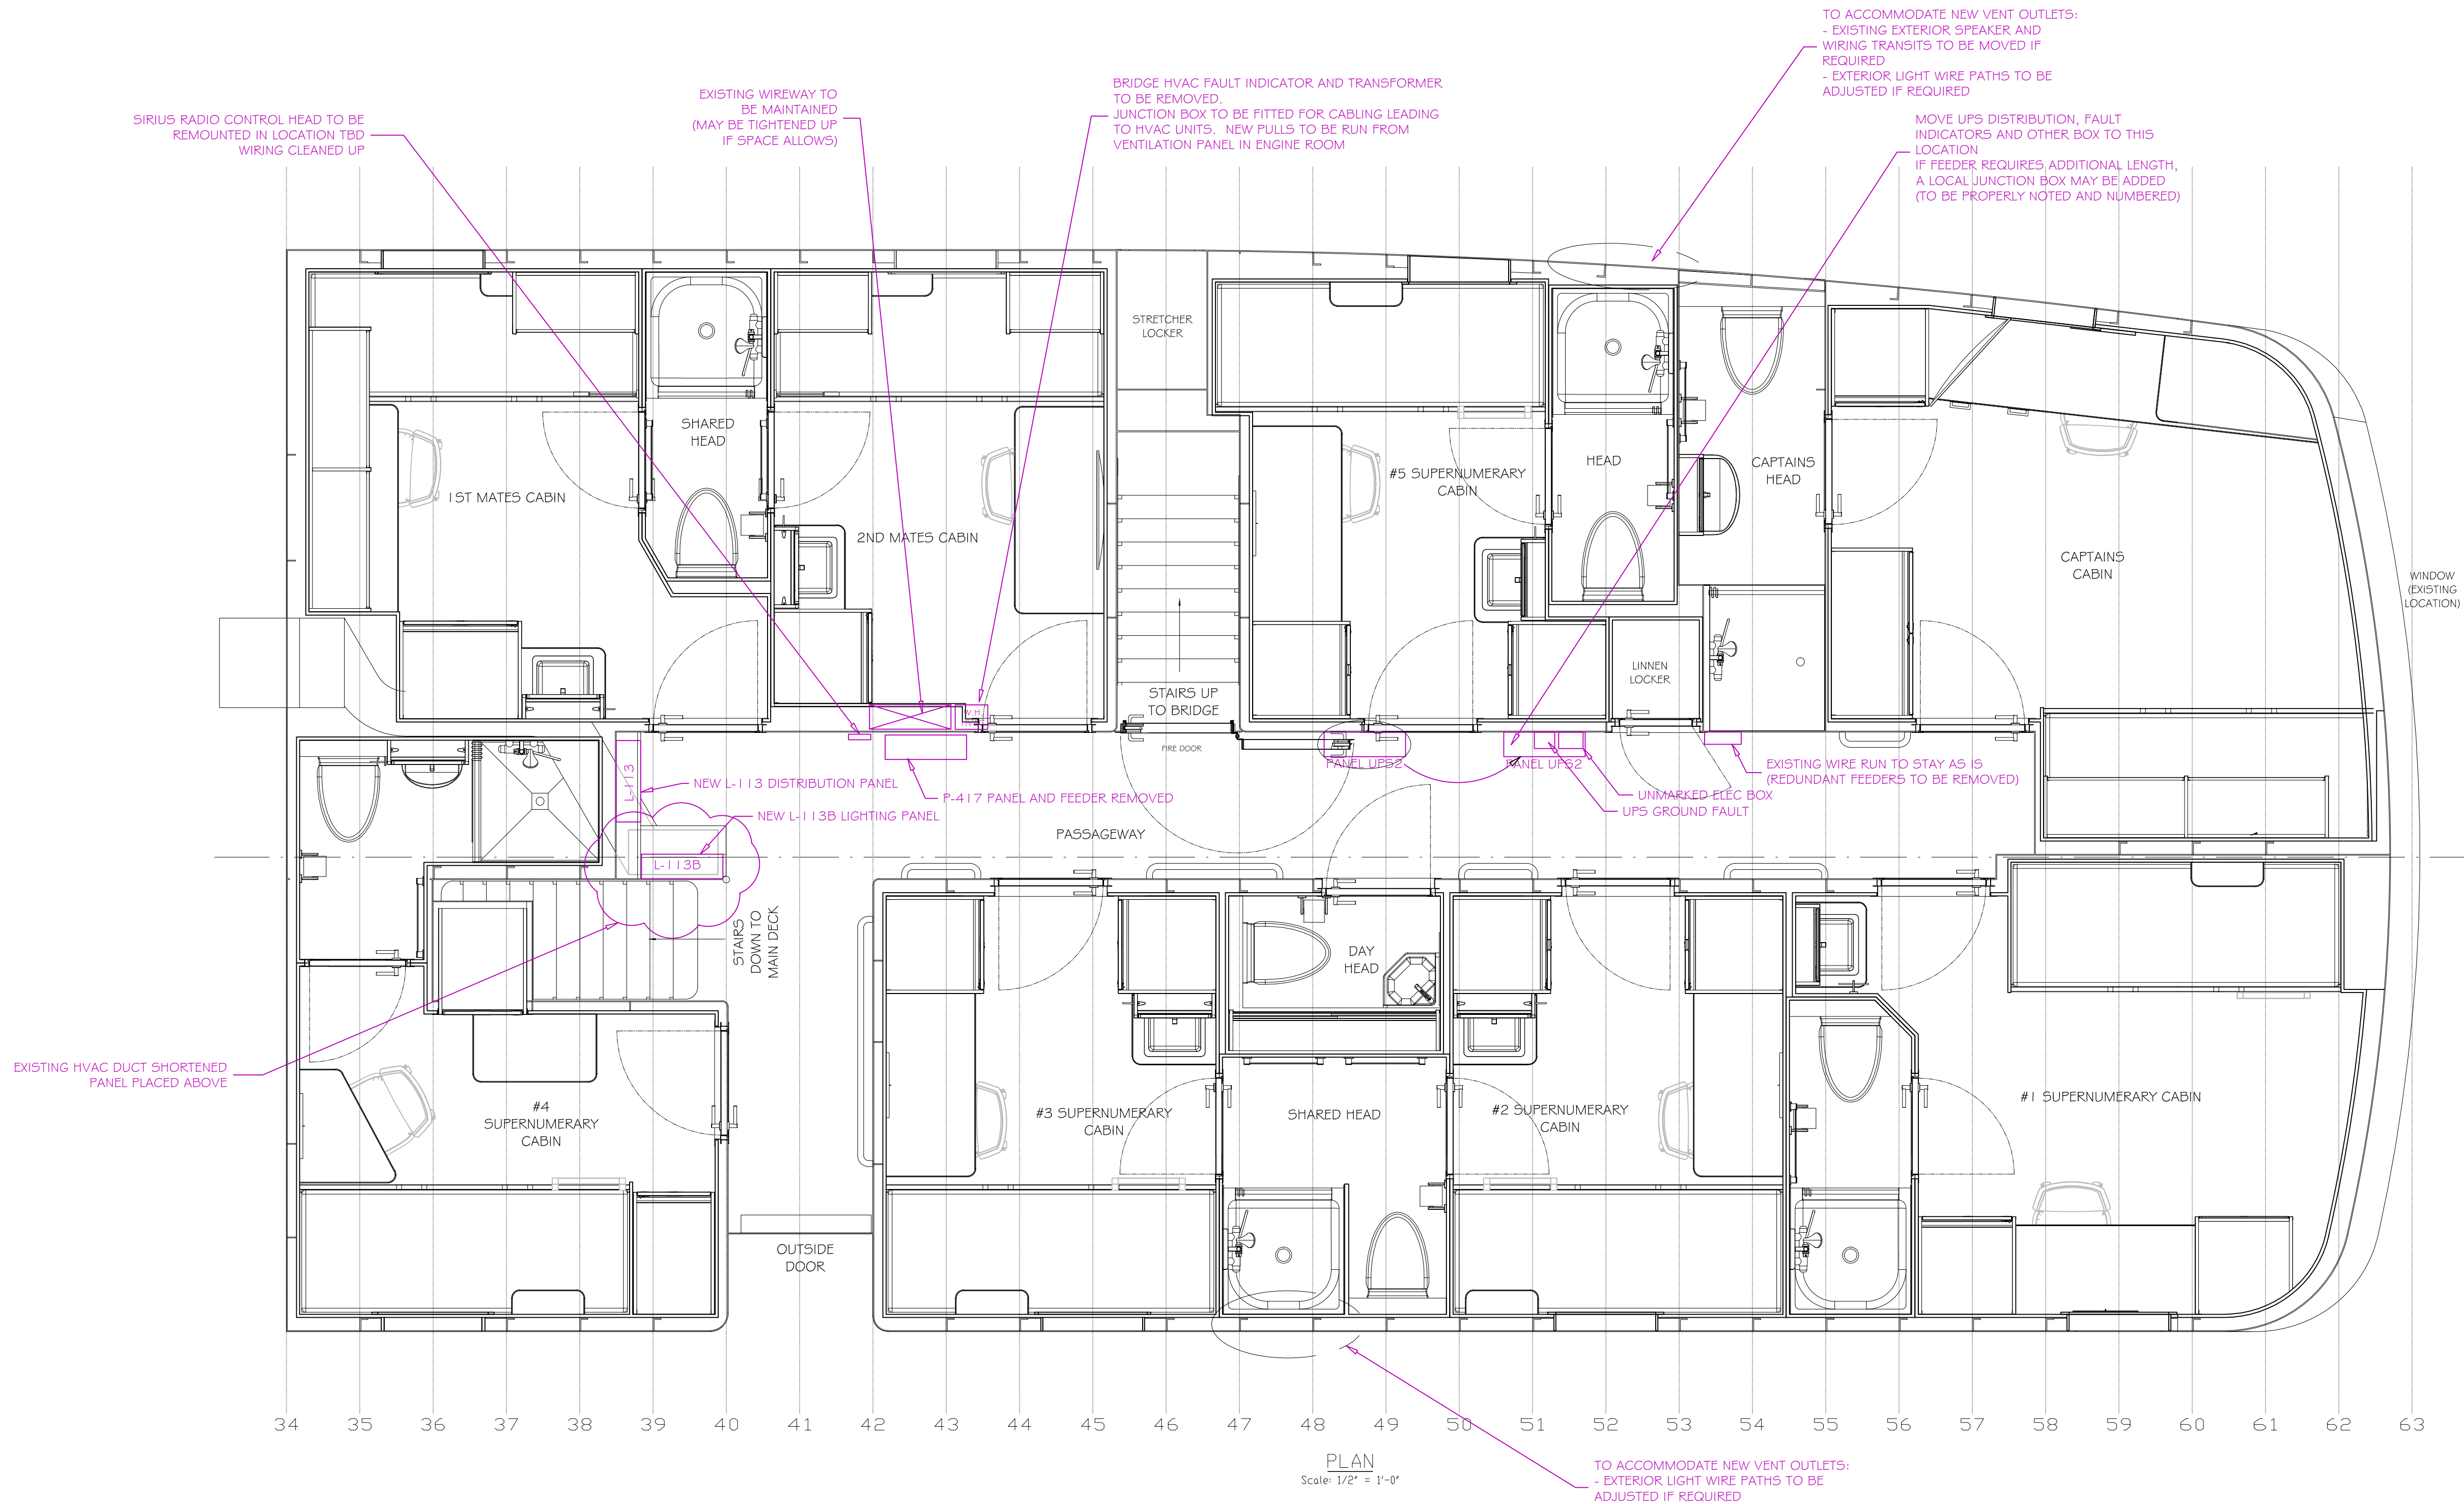 TO ACCOMMODATE NEW VENT OUTLETS:
- EXISTING EXTERIOR SPEAKER AND
WIRING TRANSITS TO BE MOVED IF
REQUIRED
- EXTERIOR LIGHT WIRE PATHS TO BE
ADJUSTED IF REQUIRED
SIRIUS RADIO CONTROL HEAD TO BE
REMOUNTED IN LOCATION TBD
WIRING CLEANED UP
EXISTING WIREWAY TO
BE MAINTAINED
(MAY BE TIGHTENED UP
IF SPACE ALLOWS)
BRIDGE HVAC FAULT INDICATOR AND TRANSFORMER
TO BE REMOVED.
JUNCTION BOX TO BE FITTED FOR CABLING LEADING
TO HVAC UNITS. NEW PULLS TO BE RUN FROM
VENTILATION PANEL IN ENGINE ROOM
MOVE UPS DISTRIBUTION, FAULT
INDICATORS AND OTHER BOX TO THIS
LOCATION
IF FEEDER REQUIRES ADDITIONAL LENGTH,
A LOCAL JUNCTION BOX MAY BE ADDED
(TO BE PROPERLY NOTED AND NUMBERED)
STRETCHER
LOCKER
SHARED
HEAD
1ST MATES CABIN
2ND MATES CABIN
#5 SUPERNUMERARY
CABIN
HEAD
CAPTAINS
HEAD
CAPTAINS
CABIN
WINDOW
(EXISTING
LOCATION)
LINNEN
LOCKER
STAIRS UP
TO BRIDGE
W.H.
FIRE DOOR
PANEL UPS2
PANEL UPS2
EXISTING WIRE RUN TO STAY AS IS
(REDUNDANT FEEDERS TO BE REMOVED)
L-113
NEW L-113 DISTRIBUTION PANEL
P-417 PANEL AND FEEDER REMOVED
UNMARKED ELEC BOX
UPS GROUND FAULT
NEW L-113B LIGHTING PANEL
PASSAGEWAY
L-113B
STAIRS
DOWN TO
MAIN DECK
DAY
HEAD
EXISTING HVAC DUCT SHORTENED
PANEL PLACED ABOVE
#4
SUPERNUMERARY
CABIN
#3 SUPERNUMERARY
CABIN
SHARED HEAD
#2 SUPERNUMERARY
CABIN
#1 SUPERNUMERARY CABIN
OUTSIDE
DOOR
34 35 36 37 38 39 40 41 42 43 44 45 46 47 48 49 50 51 52 53 54 55 56 57 58 59 60 61 62 63
PLAN
Scale: 1/2" = 1'-0"
TO ACCOMMODATE NEW VENT OUTLETS:
- EXTERIOR LIGHT WIRE PATHS TO BE
ADJUSTED IF REQUIRED